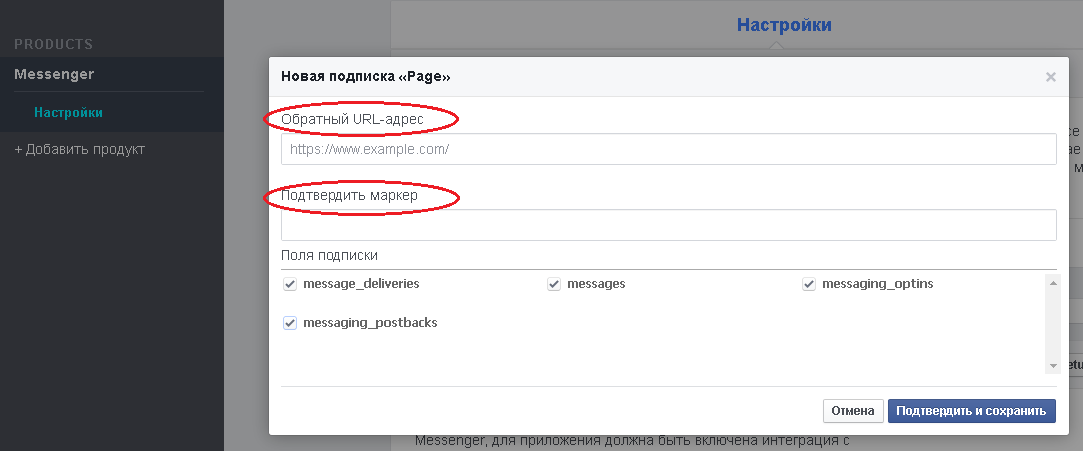 Настройки
PRODUCTS
Messenger
Настройки
+ Добавить продукт
Новая подписка «Page»
×
Обратный URL-адрес
https://www.example.com/
Подтвердить маркер
Поля подписки
message_deliveries messages messaging_optins
messaging_postbacks
Отмена Подтвердить и сохранить
Messenger, для приложения должна быть включена интеграция с